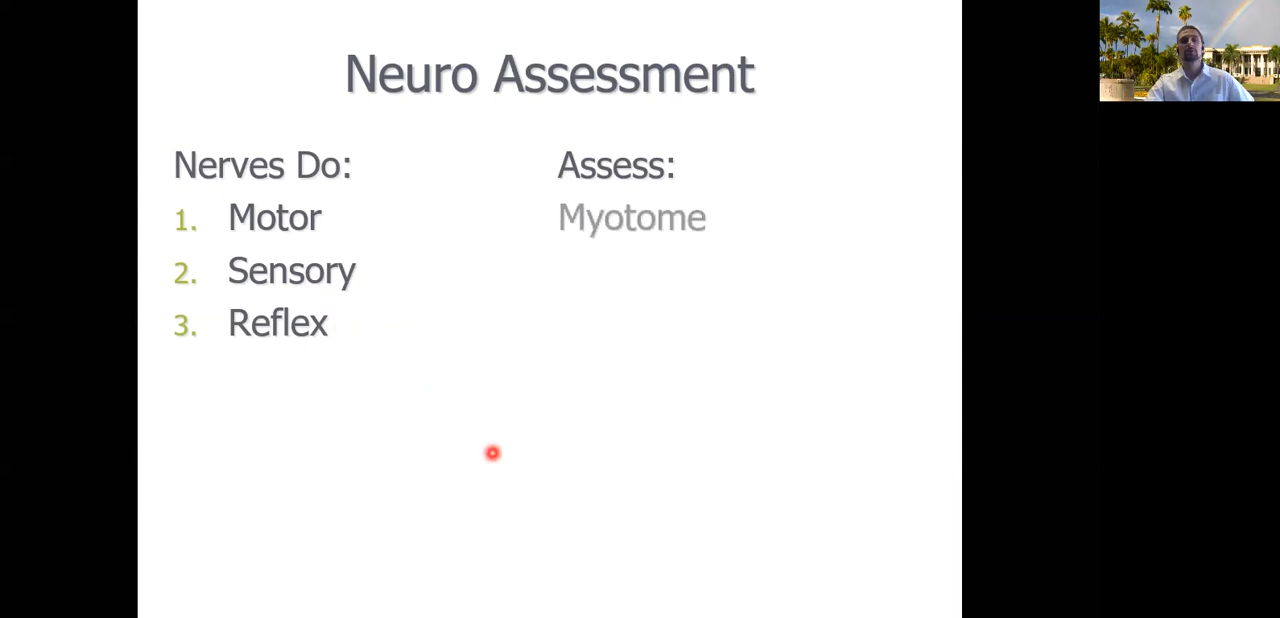 Neuro Assessment
Nerves Do:
1. Motor
2. Sensory
3. Reflex
Assess:
Myotome